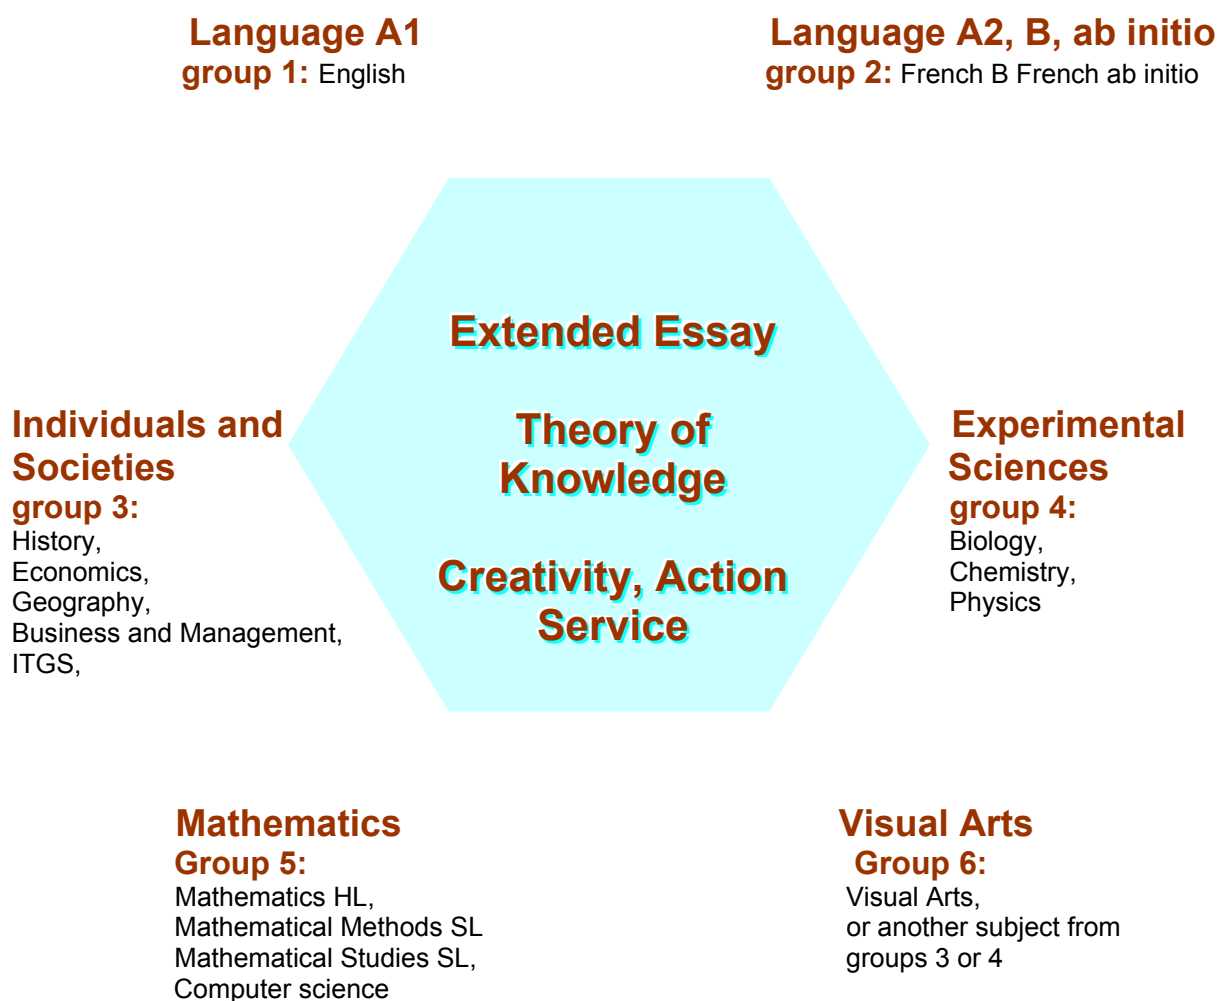 Language A1
group 1: English
Language A2, B, ab initio
group 2: French B French ab initio
Extended Essay
Theory of
Knowledge
Creativity, Action
Service
Individuals and
Societies
group 3:
History,
Economics,
Geography,
Business and Management,
ITGS,
Experimental
Sciences
group 4:
Biology,
Chemistry,
Physics
Mathematics
Group 5:
Mathematics HL,
Mathematical Methods SL
Mathematical Studies SL,
Computer science
Visual Arts
Group 6:
Visual Arts,
or another subject from
groups 3 or 4